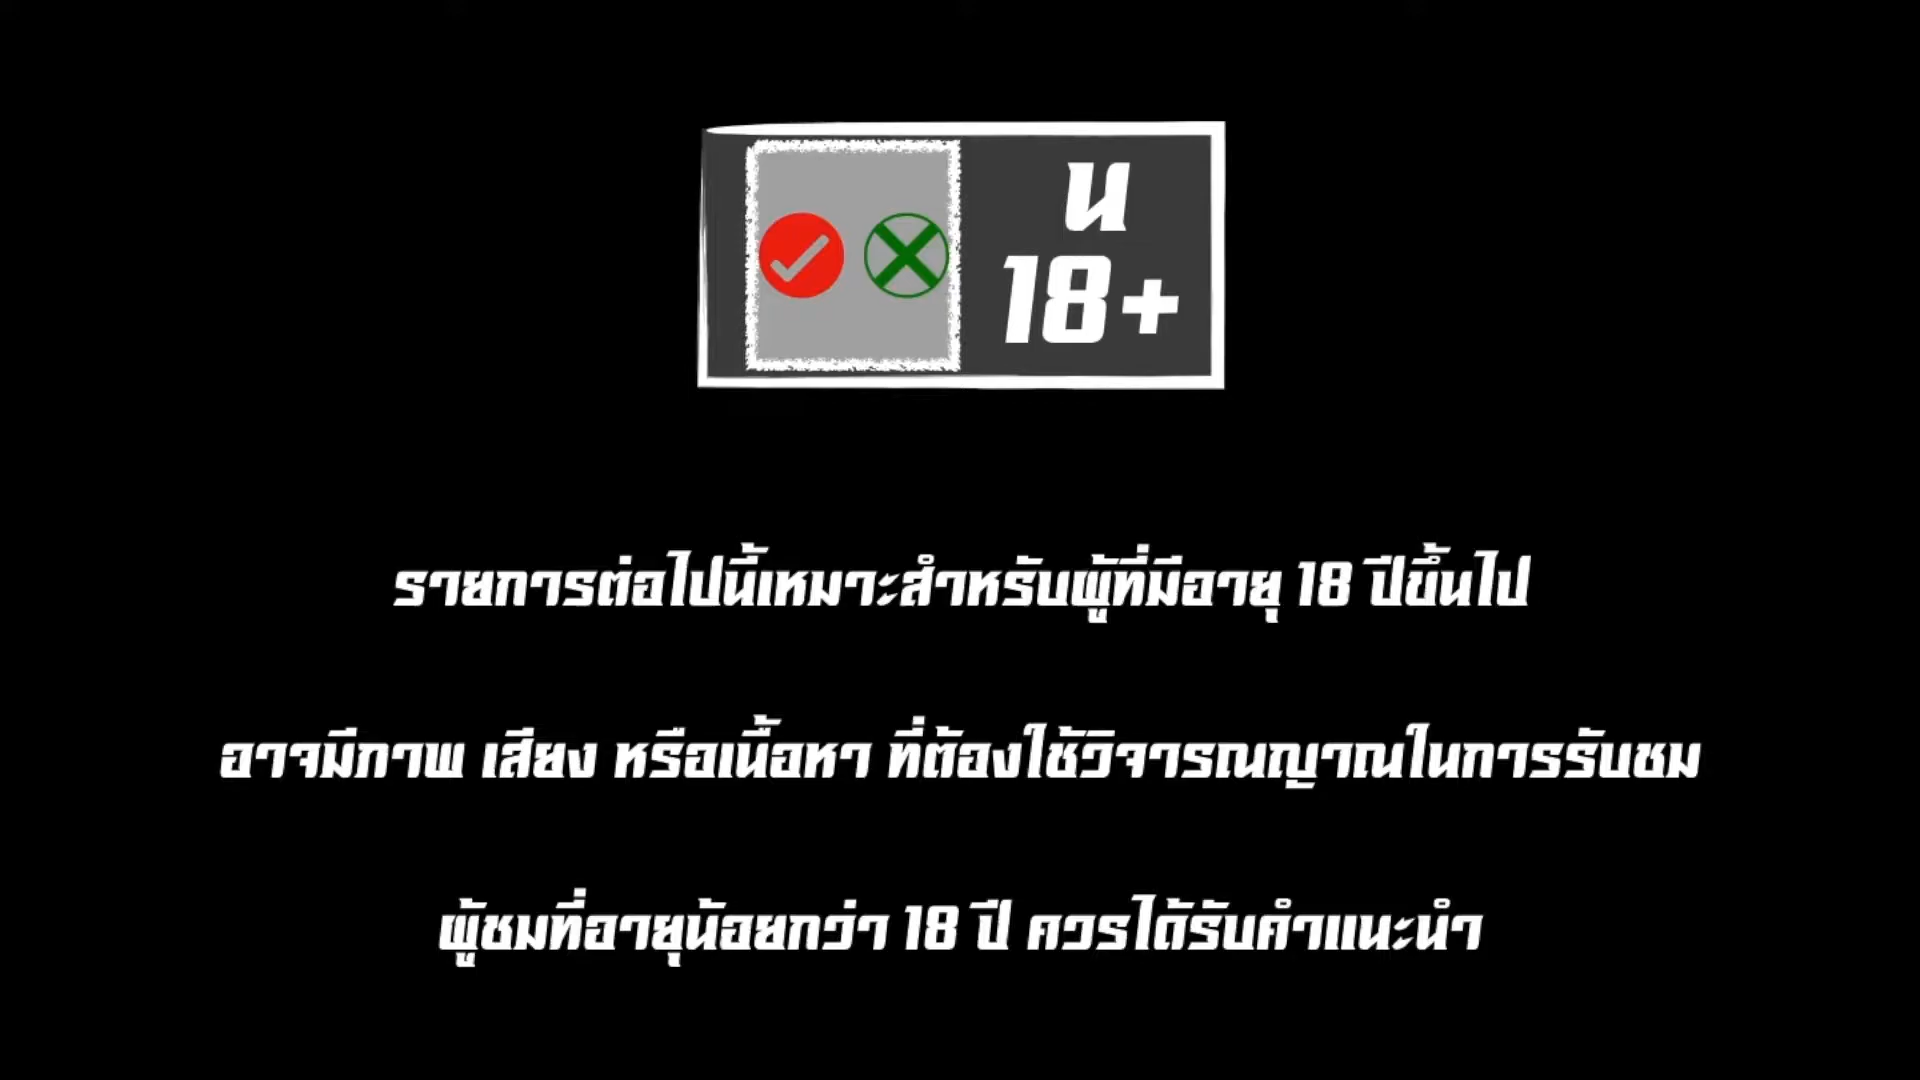 น
18+
รายการต่อไปนี้เหมาะสำหรับผู้ที่มีอายุ 18 ปีขึ้นไป
อาจมีภาพ เสียง หรือเนื้อหา ที่ต้องใช้วิจารณญาณในการรับชม
ผู้ชมที่อายุน้อยกว่า 18 ปี ควรได้รับคำแนะนำ